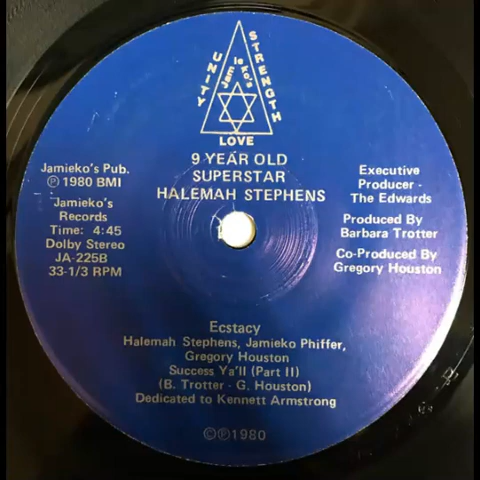 UNITY
STRENGTH
Jamieko's
LOVE
9 YEAR OLD
SUPERSTAR
HALEMAH STEPHENS
Jamieko's Pub.
Ⓟ 1980 BMI
Jamieko's
Records
Time: 4:45
Dolby Stereo
JA-225B
33-1/3 RPM
Executive
Producer -
The Edwards
Produced By
Barbara Trotter
Co-Produced By
Gregory Houston
Ecstacy
Halemah Stephens, Jamieko Phiffer,
Gregory Houston
Success Ya'll (Part II)
(B. Trotter - G. Houston)
Dedicated to Kennett Armstrong
©Ⓟ1980